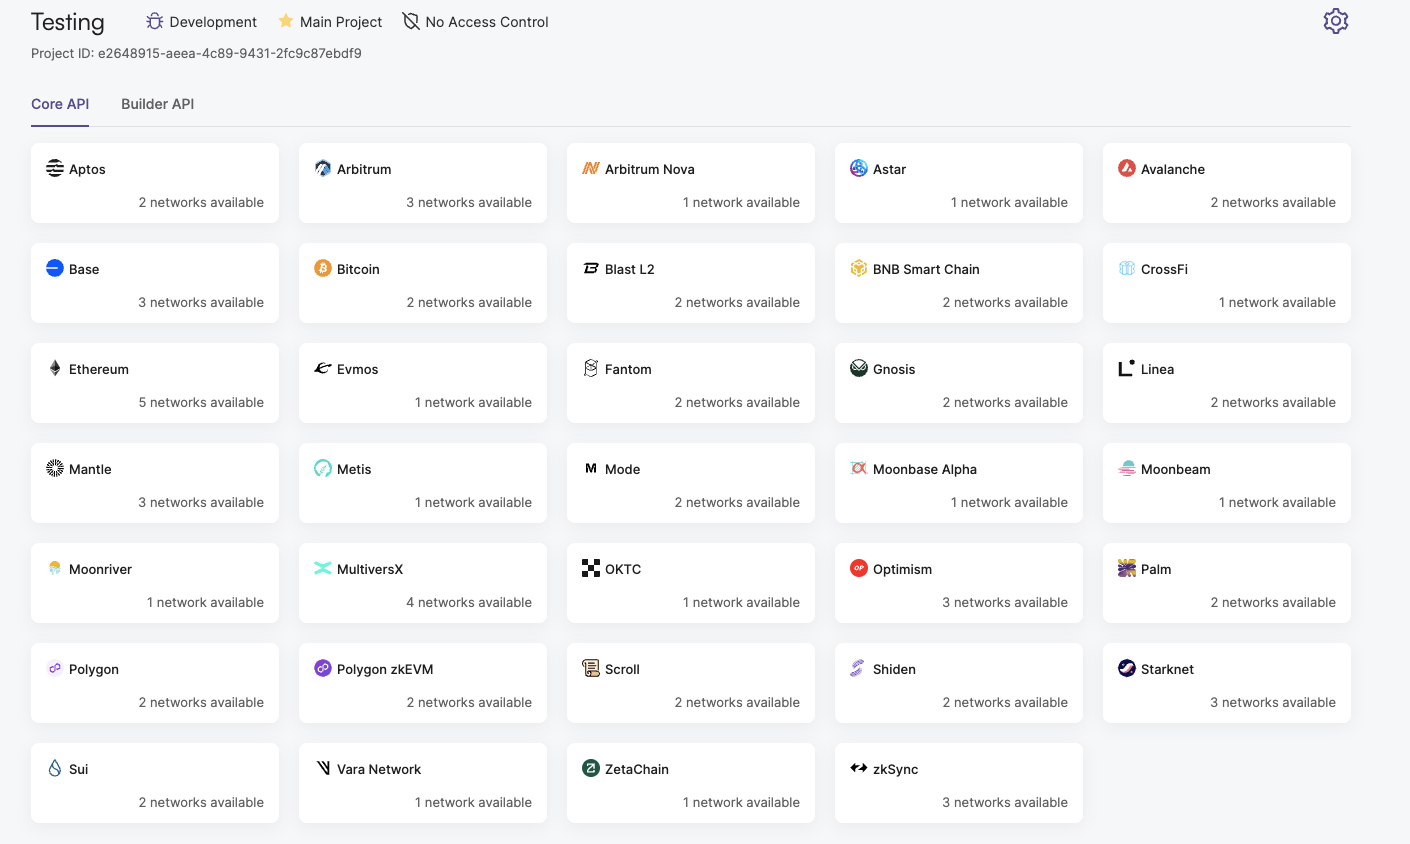 Testing Development Main Project No Access Control
Project ID: e2648915-aeea-4c89-9431-2fc9c87ebdf9
Core API Builder API
Aptos
2 networks available
Arbitrum
3 networks available
Arbitrum Nova
1 network available
Astar
1 network available
Avalanche
2 networks available
Base
3 networks available
Bitcoin
2 networks available
Blast L2
2 networks available
BNB Smart Chain
2 networks available
CrossFi
1 network available
Ethereum
5 networks available
Evmos
1 network available
Fantom
2 networks available
Gnosis
2 networks available
Linea
2 networks available
Mantle
3 networks available
Metis
1 network available
Mode
2 networks available
Moonbase Alpha
1 network available
Moonbeam
1 network available
Moonriver
1 network available
MultiversX
4 networks available
OKTC
1 network available
OP Optimism
3 networks available
Palm
2 networks available
Polygon
2 networks available
Polygon zkEVM
2 networks available
Scroll
2 networks available
Shiden
2 networks available
Starknet
3 networks available
Sui
2 networks available
Vara Network
1 network available
ZetaChain
1 network available
zkSync
3 networks available